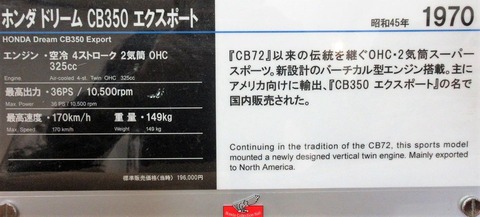 ホンダ ドリーム CB350 エクスポート
HONDA Dream CB350 Export
エンジン・空冷 4ストローク 2気筒 OHC
325cc
Engine Air-cooled 4-st. Twin OHC 325cc
最高出力・36PS / 10,500rpm
Max. Power 36 PS / 10,500 rpm
最高速度・170km/h 重量・149kg
Max. Speed 170 km/h Weight 149 kg
標準販売価格〈当時〉 196,000円
昭和45年 1970
『CB72』以来の伝統を継ぐOHC・2気筒スーパー
スポーツ。新設計のバーチカル型エンジン搭載。主に
アメリカ向けに輸出、『CB350 エクスポート』の名で
国内販売された。
Continuing in the tradition of the CB72, this sports model
mounted a newly designed vertical twin engine. Mainly exported
to North America.